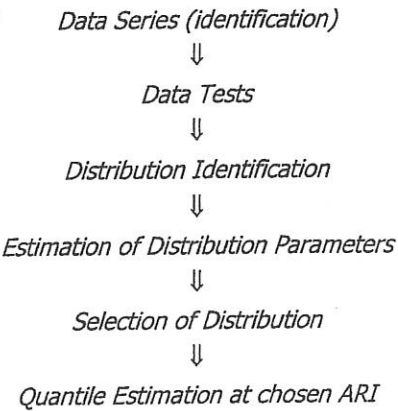 Data Series (identification)
⇓
Data Tests
⇓
Distribution Identification
⇓
Estimation of Distribution Parameters
⇓
Selection of Distribution
⇓
Quantile Estimation at chosen ARI